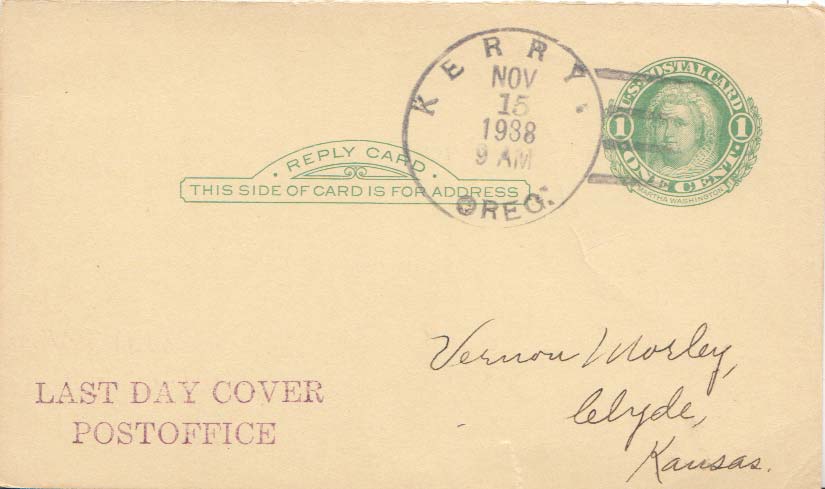 KERRY.
NOV
15
1938
9 AM
OREG.
U.S. POSTAL CARD
1 1
ONE CENT
MARTHA WASHINGTON
· REPLY CARD ·
THIS SIDE OF CARD IS FOR ADDRESS
Vernon Morley,
Clyde,
Kansas.
LAST DAY COVER
POSTOFFICE